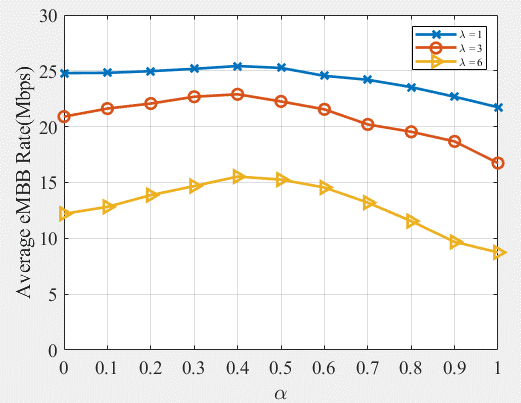 30
25
20
15
10
5
0
Average eMBB Rate(Mbps)
λ = 1
λ = 3
λ = 6
0 0.1 0.2 0.3 0.4 0.5 0.6 0.7 0.8 0.9 1
α